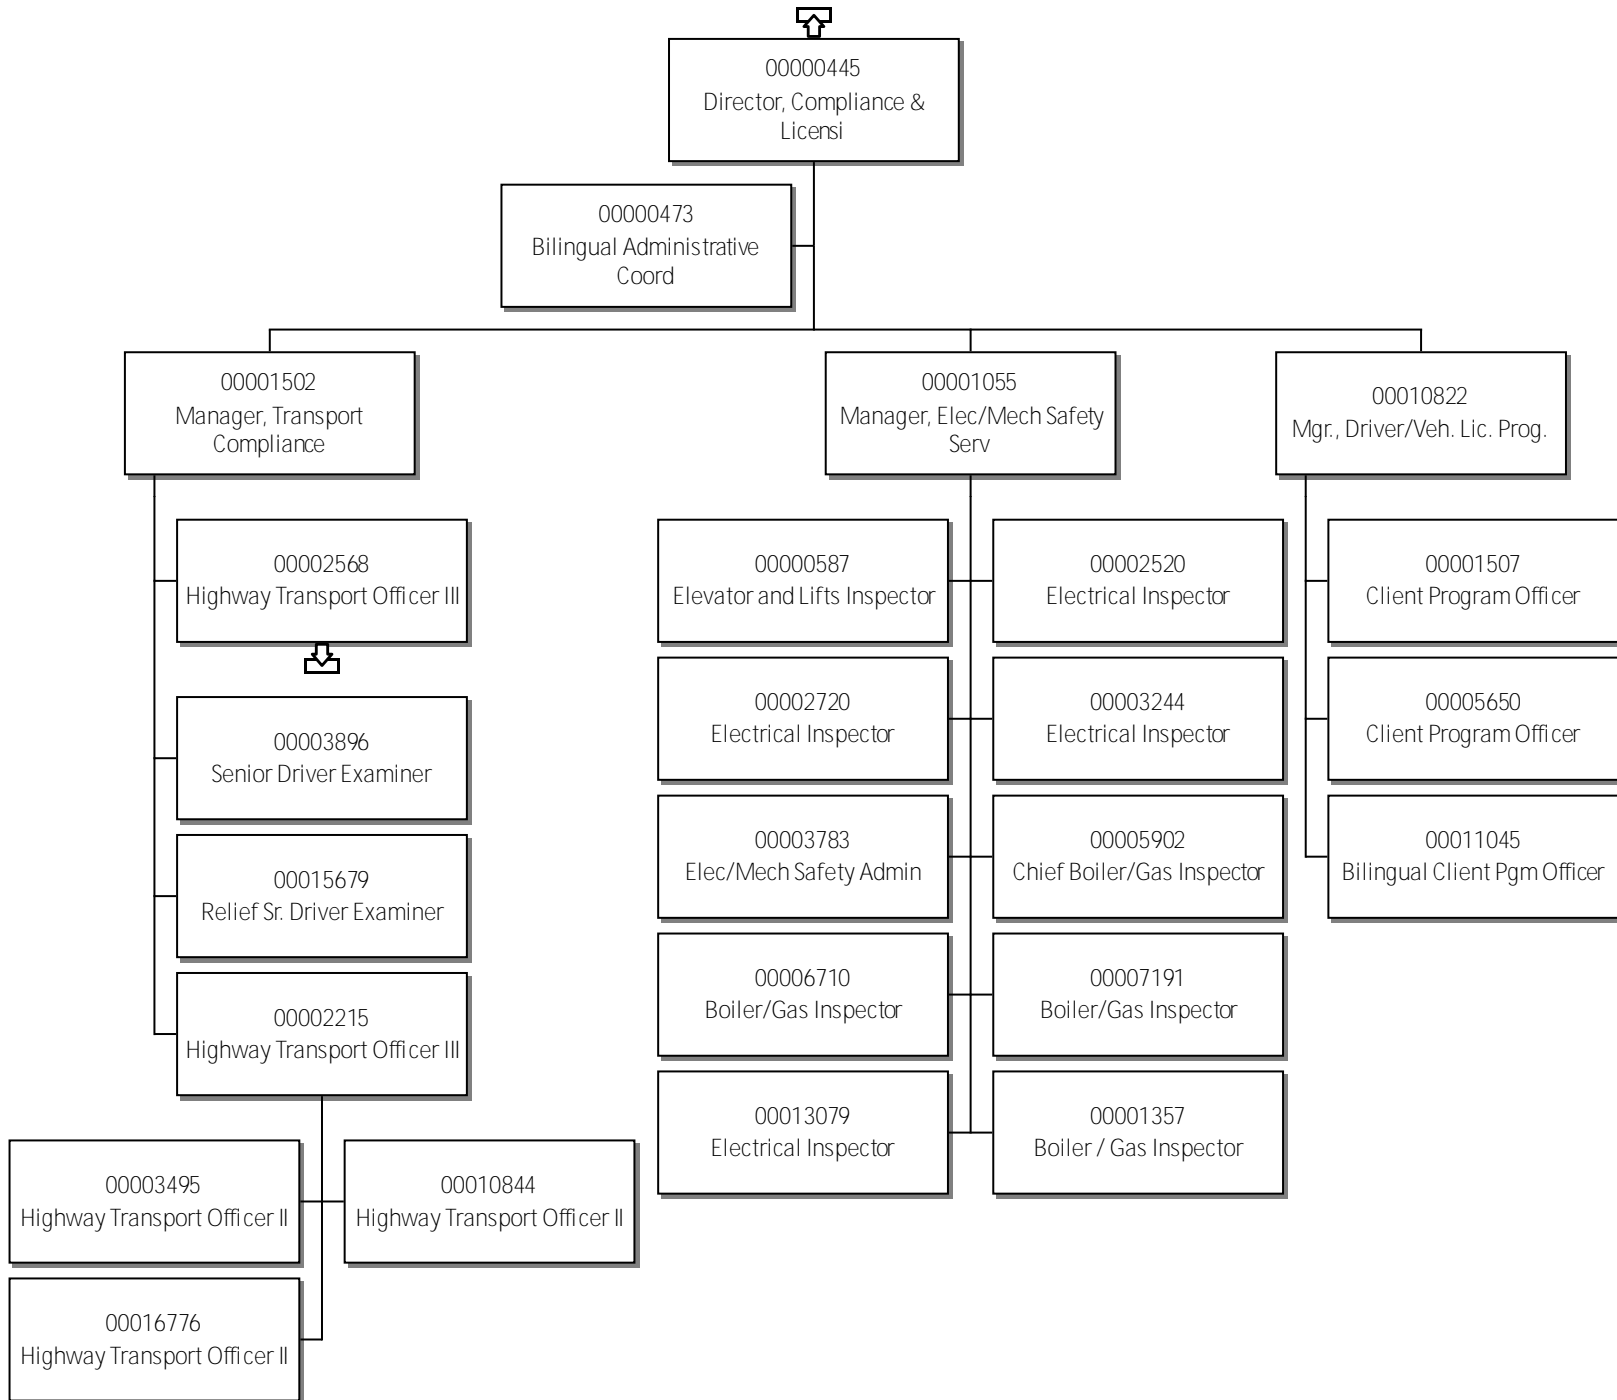 00000445
Director, Compliance &
Licensi
00000473
Bilingual Administrative
Coord
00001502
Manager, Transport
Compliance
00001055
Manager, Elec/Mech Safety
Serv
00010822
Mgr., Driver/Veh. Lic. Prog.
00002568
Highway Transport Officer III
00003896
Senior Driver Examiner
00015679
Relief Sr. Driver Examiner
00002215
Highway Transport Officer III
00003495
Highway Transport Officer II
00010844
Highway Transport Officer II
00016776
Highway Transport Officer II
00000587
Elevator and Lifts Inspector
00002520
Electrical Inspector
00002720
Electrical Inspector
00003244
Electrical Inspector
00003783
Elec/Mech Safety Admin
00005902
Chief Boiler/Gas Inspector
00006710
Boiler/Gas Inspector
00007191
Boiler/Gas Inspector
00013079
Electrical Inspector
00001357
Boiler / Gas Inspector
00001507
Client Program Officer
00005650
Client Program Officer
00011045
Bilingual Client Pgm Officer